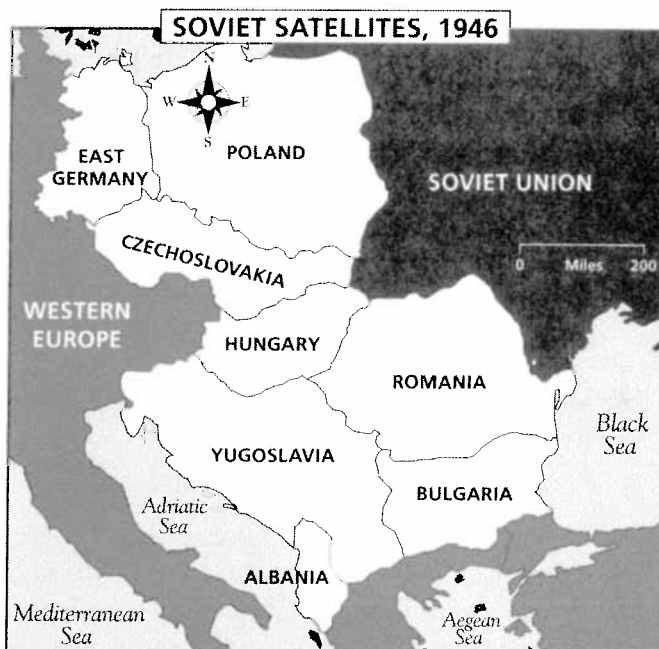 SOVIET SATELLITES, 1946
N
W
E
S
EAST
GERMANY
POLAND
SOVIET UNION
0 Miles 200
CZECHOSLOVAKIA
WESTERN
EUROPE
HUNGARY
ROMANIA
Black
Sea
YUGOSLAVIA
BULGARIA
Adriatic
Sea
ALBANIA
Mediterranean
Sea
Aegean
Sea